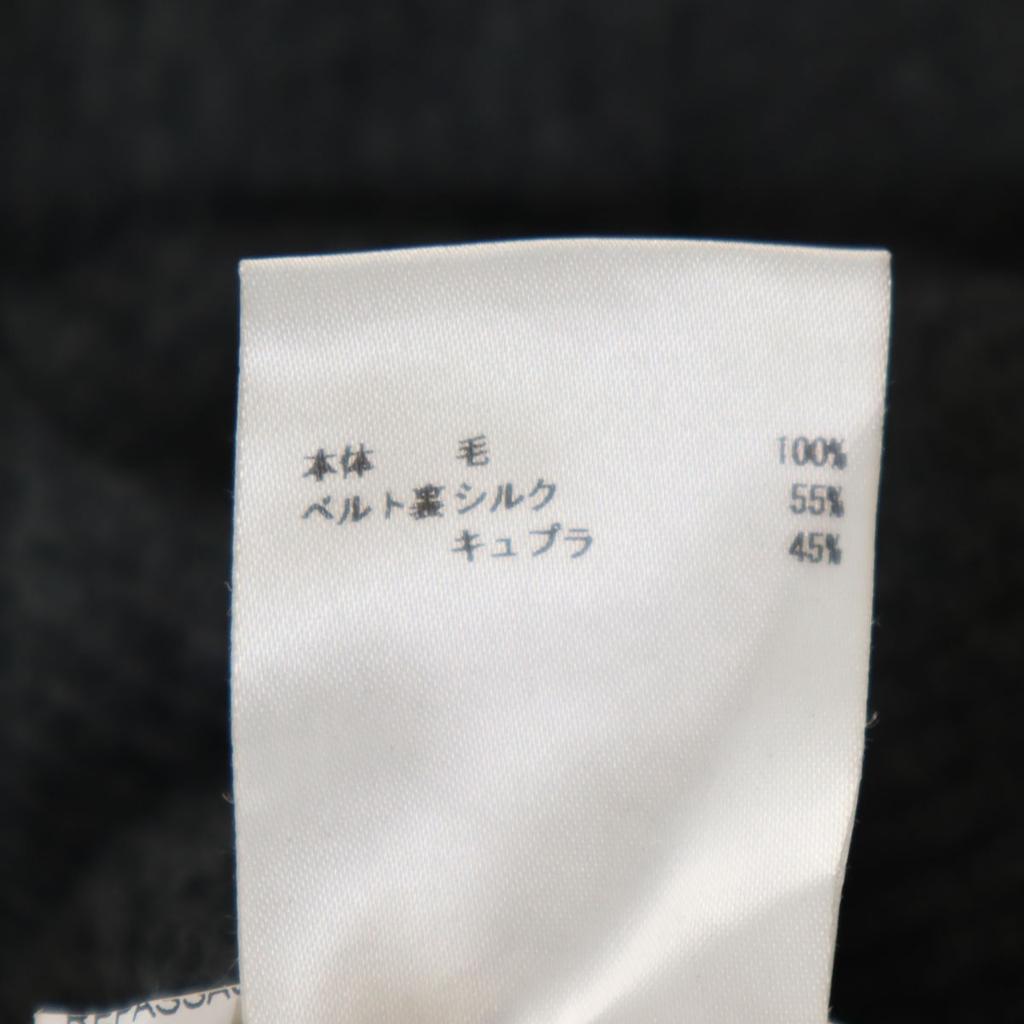 本体 毛 100%
ベルト裏 シルク 55%
キュプラ 45%